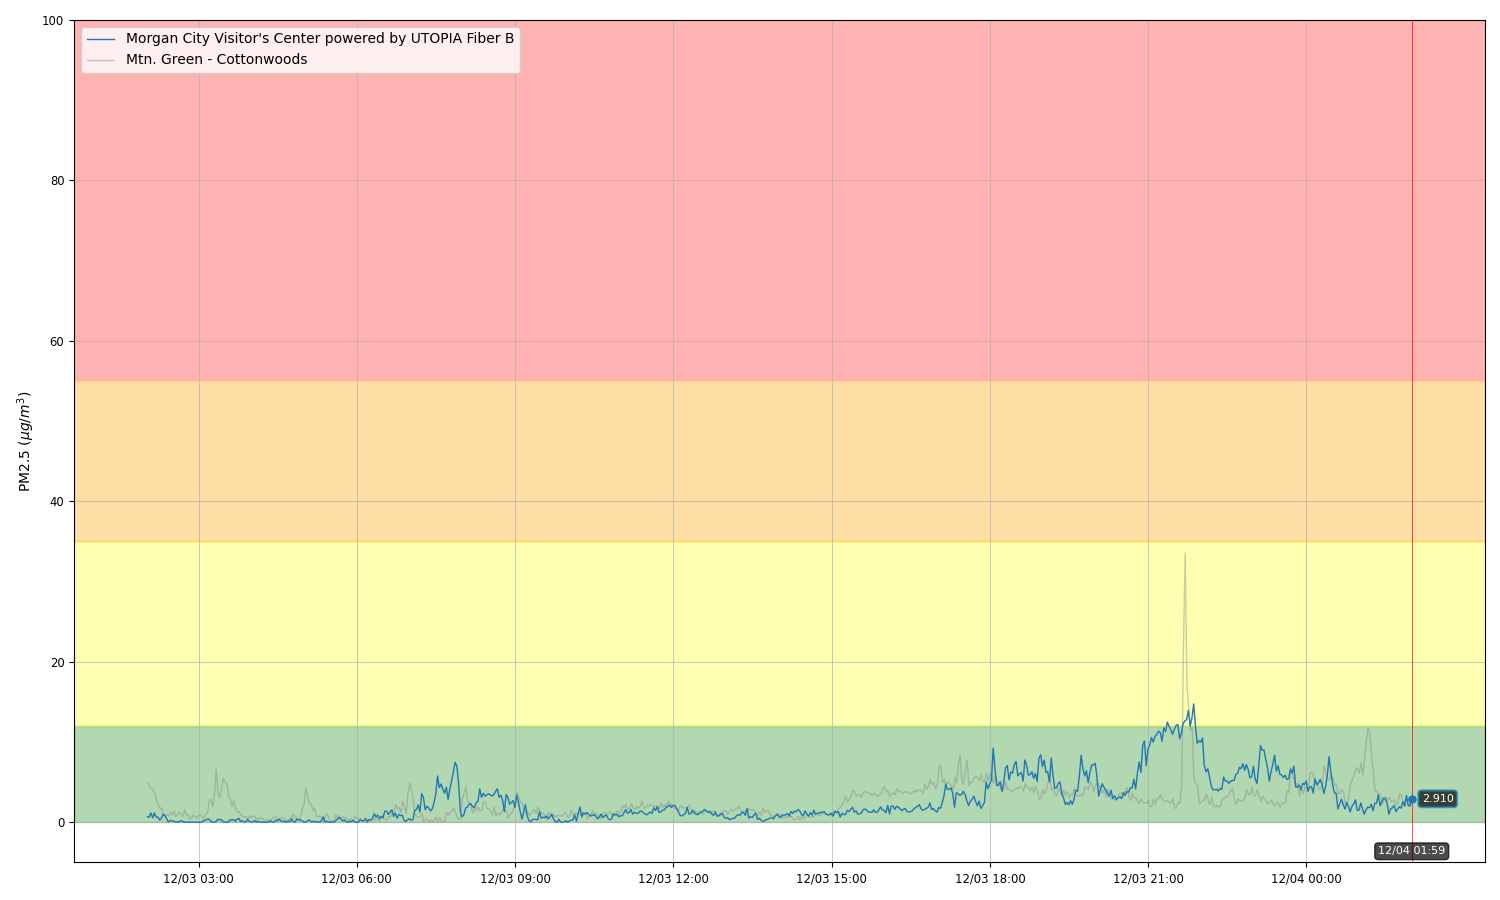 100
Morgan City Visitor's Center powered by UTOPIA Fiber B
Mtn. Green - Cottonwoods
80
60
PM2.5 (μg/m³)
40
20
2.910
0
12/04 01:59
12/03 03:00 12/03 06:00 12/03 09:00 12/03 12:00 12/03 15:00 12/03 18:00 12/03 21:00 12/04 00:00